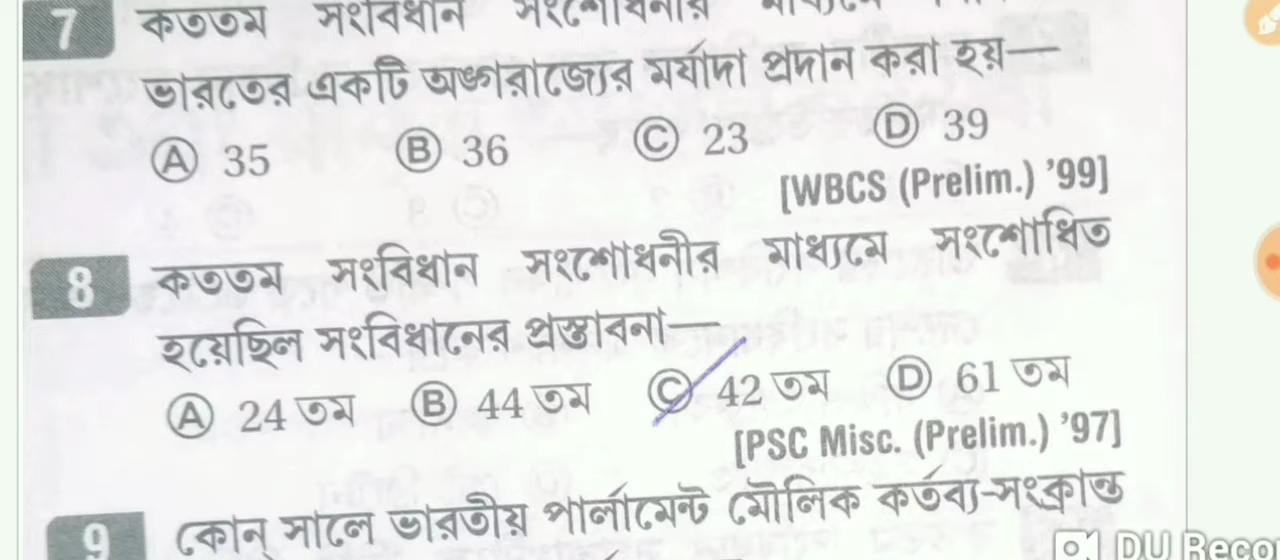 7 কততম সংবিধান সংশোধনীর মাধ্যমে
ভারতের একটি অঙ্গরাজ্যের মর্যাদা প্রদান করা হয়—
Ⓐ 35 Ⓑ 36 Ⓒ 23 Ⓓ 39
[WBCS (Prelim.) '99]
8 কততম সংবিধান সংশোধনীর মাধ্যমে সংশোধিত
হয়েছিল সংবিধানের প্রস্তাবনা—
Ⓐ 24 তম Ⓑ 44 তম Ⓒ 42 তম Ⓓ 61 তম
[PSC Misc. (Prelim.) '97]
9 কোন্ সালে ভারতীয় পার্লামেন্ট মৌলিক কর্তব্য-সংক্রান্ত
DU Reco